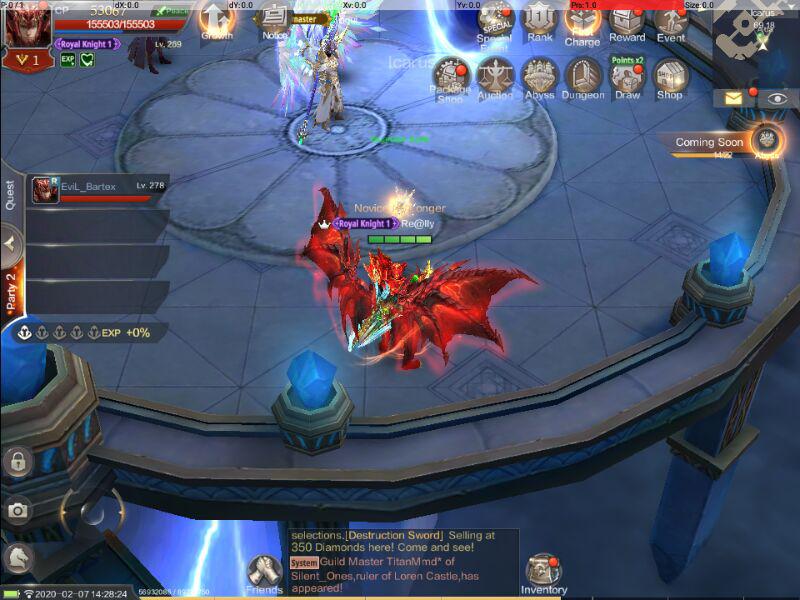 P:0 / 1
dX:0.0
dY:0.0
Xv:0.0
Yv:0.0
Prs:1.0
Size:0.0
CP
Peace
155503/155503
Royal Knight 1
Lv. 269
1
EXP
Growth
Notice
master
Special
Rank
Charge
Reward
Event
Icarus
Package
Shop
Auction
Abyss
Dungeon
Points x2
Draw
Shop
Coming Soon
Quest
EviL_Bartex
Lv. 278
Party 2
EXP +0%
Royal Knight 1
Re@lly
selections.[Destruction Sword] Selling at
350 Diamonds here! Come and see!
System Guild Master TitanMmd* of
Silent_Ones,ruler of Loren Castle,has
appeared!
Friends
Inventory
2020-02-07 14:28:24